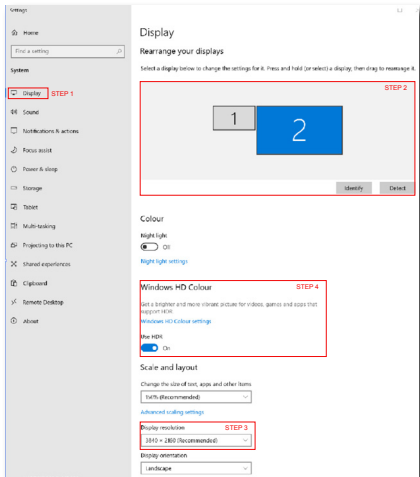 Settings
Home
Find a setting
System
Display STEP 1
Sound
Notifications & actions
Focus assist
Power & sleep
Storage
Tablet
Multi-tasking
Projecting to this PC
Shared experiences
Clipboard
Remote Desktop
About
Display
Rearrange your displays
Select a display below to change the settings for it. Press and hold (or select) a display, then drag to rearrange it.
STEP 2
1 2
Identify Detect
Colour
Night light
Off
Night light settings
Windows HD Colour STEP 4
Get a brighter and more vibrant picture for videos, games and apps that
support HDR.
Windows HD Colour settings
Use HDR
On
Scale and layout
Change the size of text, apps and other items
150% (Recommended)
Advanced scaling settings
Display resolution STEP 3
3840 × 2160 (Recommended)
Display orientation
Landscape